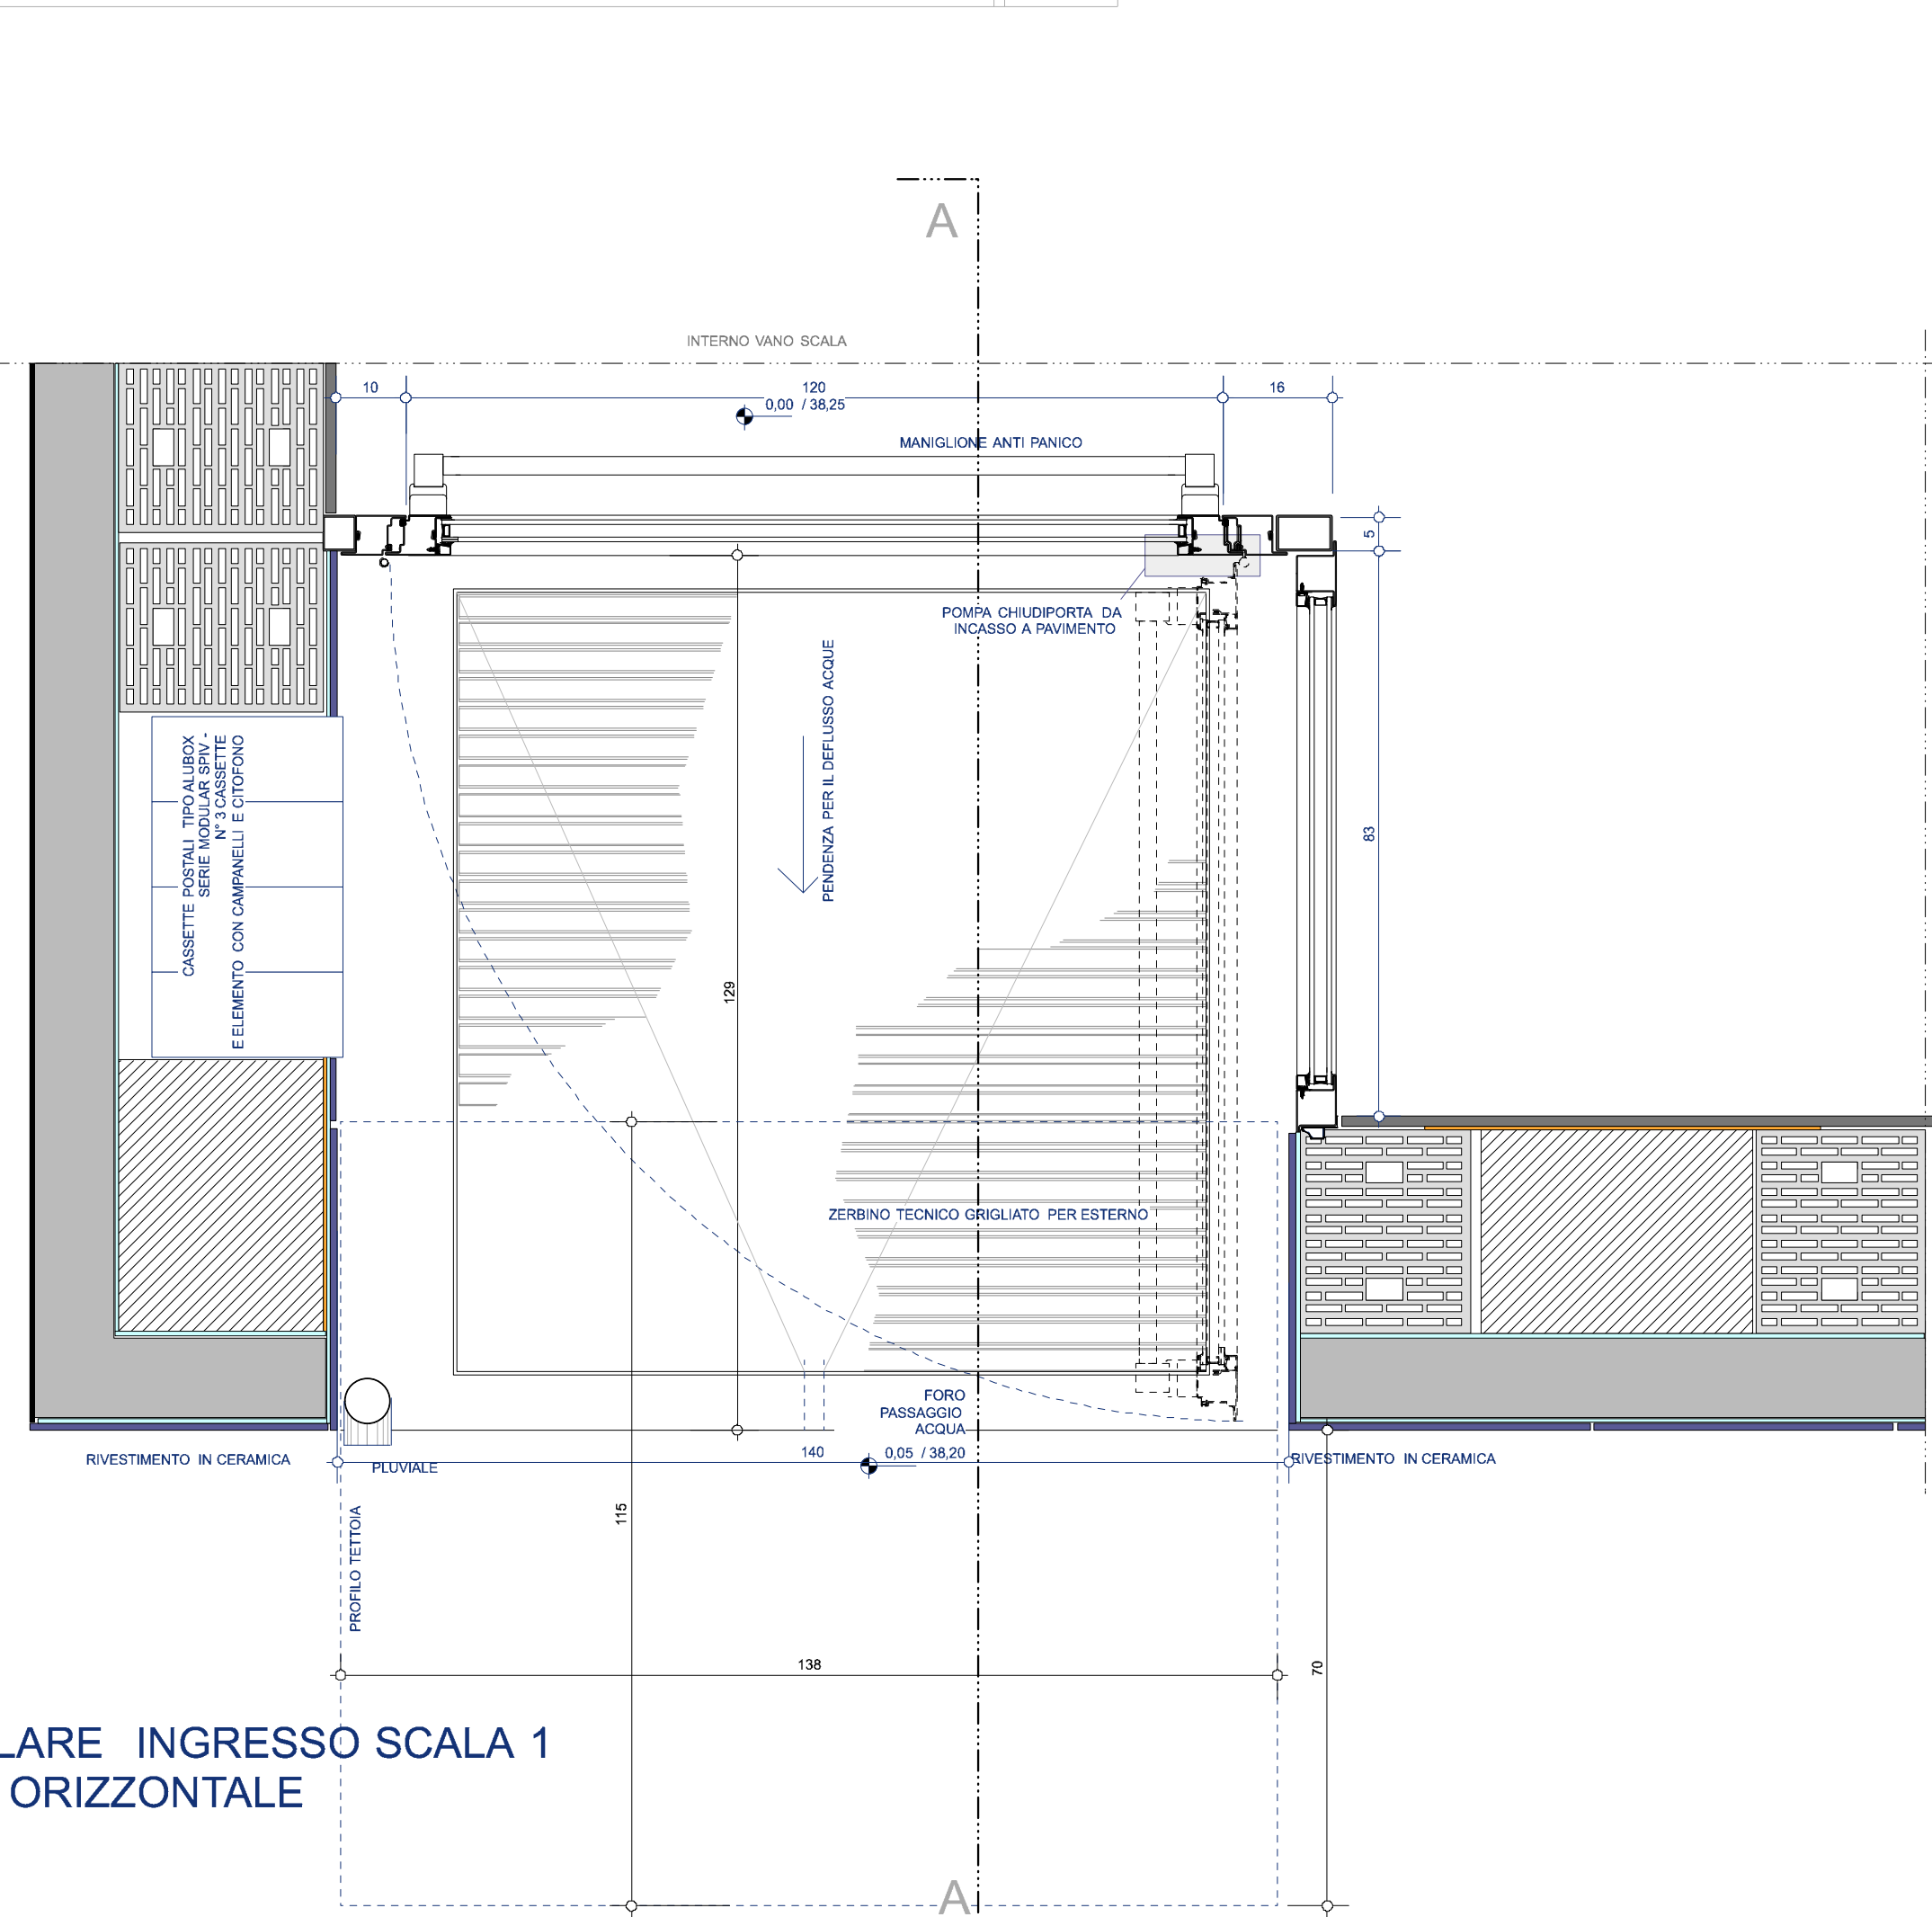 A
INTERNO VANO SCALA
10
120
16
0,00 / 38,25
MANIGLIONE ANTI PANICO
5
POMPA CHIUDIPORTA DA
INCASSO A PAVIMENTO
PENDENZA PER IL DEFLUSSO ACQUE
CASSETTE POSTALI TIPO ALUBOX
SERIE MODULAR SPIV -
N° 3 CASSETTE
E ELEMENTO CON CAMPANELLI E CITOFONO
83
129
ZERBINO TECNICO GRIGLIATO PER ESTERNO
FORO
PASSAGGIO
ACQUA
140
0,05 / 38,20
RIVESTIMENTO IN CERAMICA
PLUVIALE
RIVESTIMENTO IN CERAMICA
115
PROFILO TETTOIA
138
70
LARE INGRESSO SCALA 1
ORIZZONTALE
A